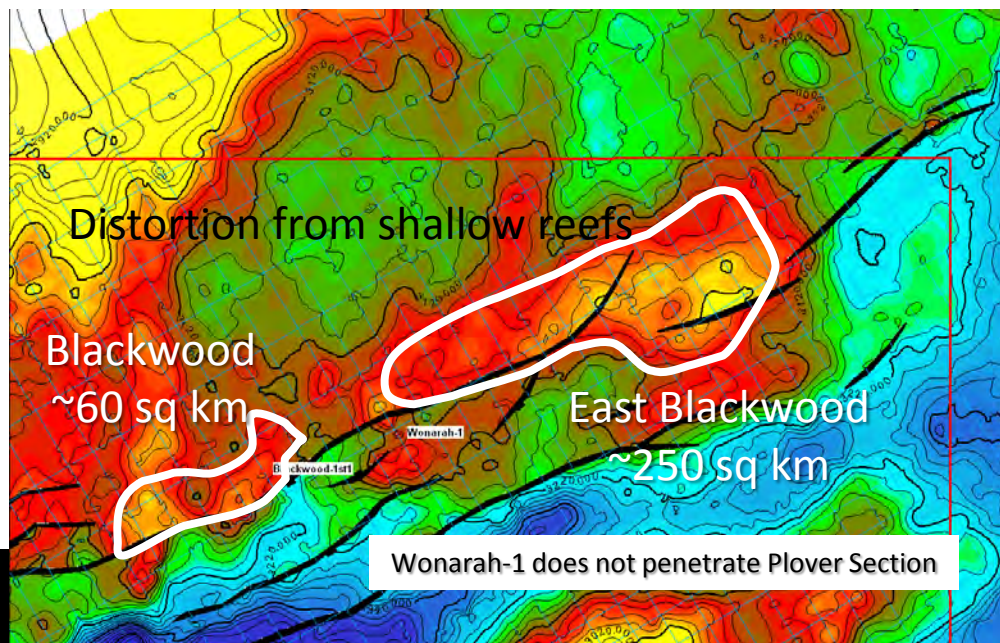 Distortion from shallow reefs
Blackwood
~60 sq km
East Blackwood
~250 sq km
Wonarah-1
Blackwood-1st1
Wonarah-1 does not penetrate Plover Section